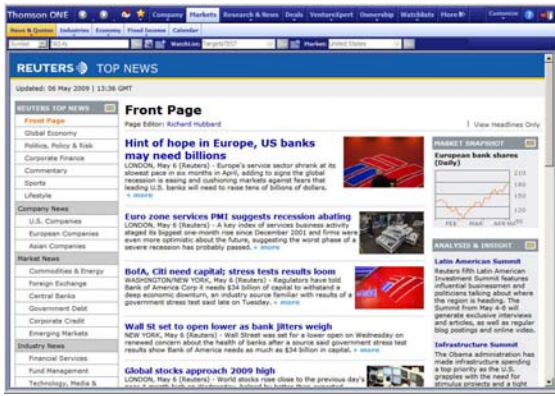 Thomson ONE
Company Markets Research & News Deals VentureXpert Ownership Watchlists More Customize
News & Quotes Industries Economy Fixed Income Calendar
Symbol WatchList: TargetsTEST Market: United States
REUTERS TOP NEWS
Updated: 06 May 2009 | 13:36 GMT
REUTERS TOP NEWS
Front Page
Global Economy
Politics, Policy & Risk
Corporate Finance
Commentary
Sports
Lifestyle
Company News
U.S. Companies
European Companies
Asian Companies
Market News
Commodities & Energy
Foreign Exchange
Central Banks
Government Debt
Corporate Credit
Emerging Markets
Industry News
Financial Services
Fund Management
Technology, Media &
Front Page
Page Editor: Richard Hubbard
| View Headlines Only
Hint of hope in Europe, US banks
may need billions
LONDON, May 6 (Reuters) - Europe's service sector shrank at its
slowest pace in six months in April, adding to signs the global
recession is easing and cushioning markets against fears that
leading U.S. banks will need to raise tens of billions of dollars.
+ more
Euro zone services PMI suggests recession abating
LONDON, May 6 (Reuters) - A key index of services business activity
staged its biggest one-month rise since December 2001 and firms were
even more optimistic about the future, suggesting the worst phase of a
severe recession has probably passed. + more
BofA, Citi need capital; stress tests results loom
WASHINGTON/NEW YORK, May 6 (Reuters) - Regulators have told
Bank of America Corp it needs $34 billion of capital to withstand a
deep economic downturn, an industry source familiar with results of a
government stress test said late on Tuesday. + more
Wall St set to open lower as bank jitters weigh
NEW YORK, May 6 (Reuters) - Wall Street was set for a lower open on Wednesday on
renewed concern about the health of banks after a source said government stress test
results show Bank of America needs as much as $34 billion in capital. + more
Global stocks approach 2009 high
LONDON, May 6 (Reuters) - World stocks rose close to the previous day's
MARKET SNAPSHOT
European bank shares
(Daily)
210
180
150
120
90
FEB MAR APR
ANALYSIS & INSIGHT
Latin American Summit
Reuters fifth Latin American
Investment Summit features
influential businessmen and
politicians talking about where
the region is heading. The
Summit from May 4-8 will
generate exclusive interviews
and articles, as well as regular
blog postings and online video.
Infrastructure Summit
The Obama administration has
made infrastructure spending
a top priority as the U.S.
grapples with the need for
stimulus projects and a tight